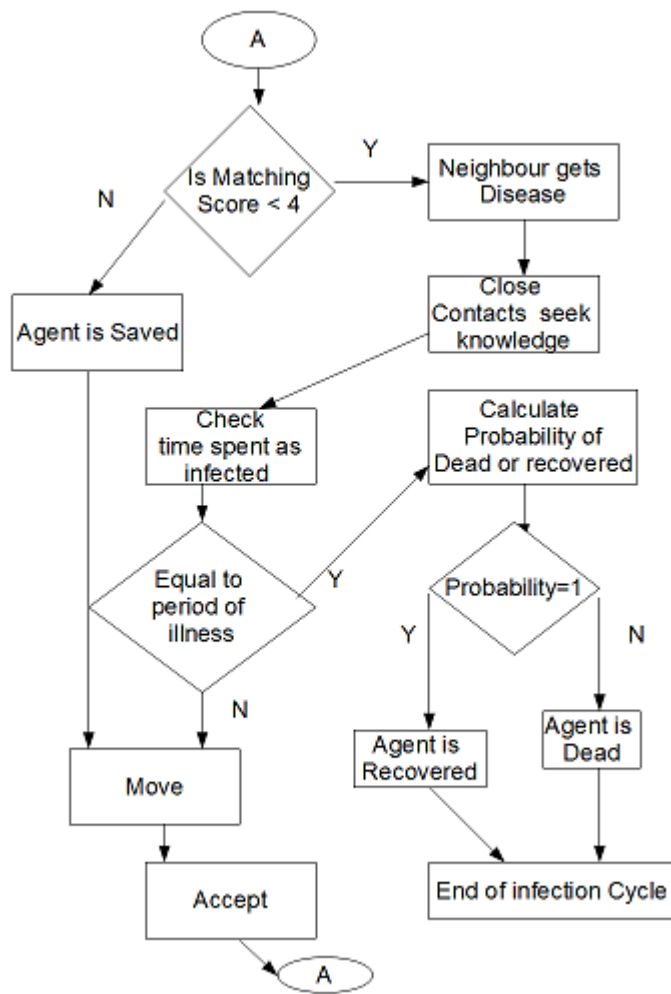 A
Is Matching
Score < 4
Y
N
Neighbour gets
Disease
Close
Contacts seek
knowledge
Agent is Saved
Check
time spent as
infected
Calculate
Probability of
Dead or recovered
Equal to
period of
illness
Y
N
Probability=1
Y
N
Agent is
Recovered
Agent is
Dead
Move
Accept
End of infection Cycle
A